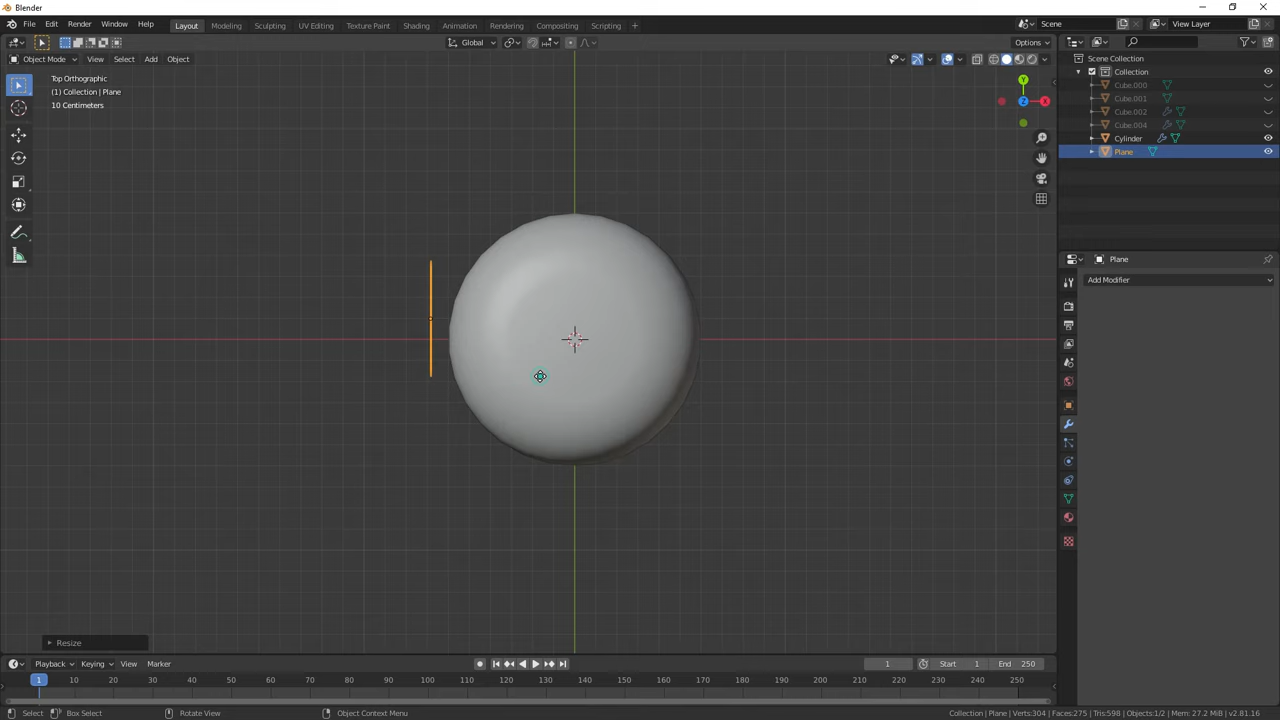 Blender
File Edit Render Window Help Layout Modeling Sculpting UV Editing Texture Paint Shading Animation Rendering Compositing Scripting + Scene View Layer
Global Options
Object Mode View Select Add Object
Scene Collection
Top Orthographic
(1) Collection | Plane
10 Centimeters
Collection
Cube.000
Cube.001
Cube.002
Cube.004
Cylinder
Plane
Y
X
Z
Plane
Add Modifier
Resize
Playback Keying View Marker 1 Start 1 End 250
1 10 20 30 40 50 60 70 80 90 100 110 120 130 140 150 160 170 180 190 200 210 220 230 240 250
Select Box Select Rotate View Object Context Menu Collection | Plane | Verts:304 | Faces:275 | Tris:598 | Objects:1/2 | Mem: 27.2 MiB | v2.81.16